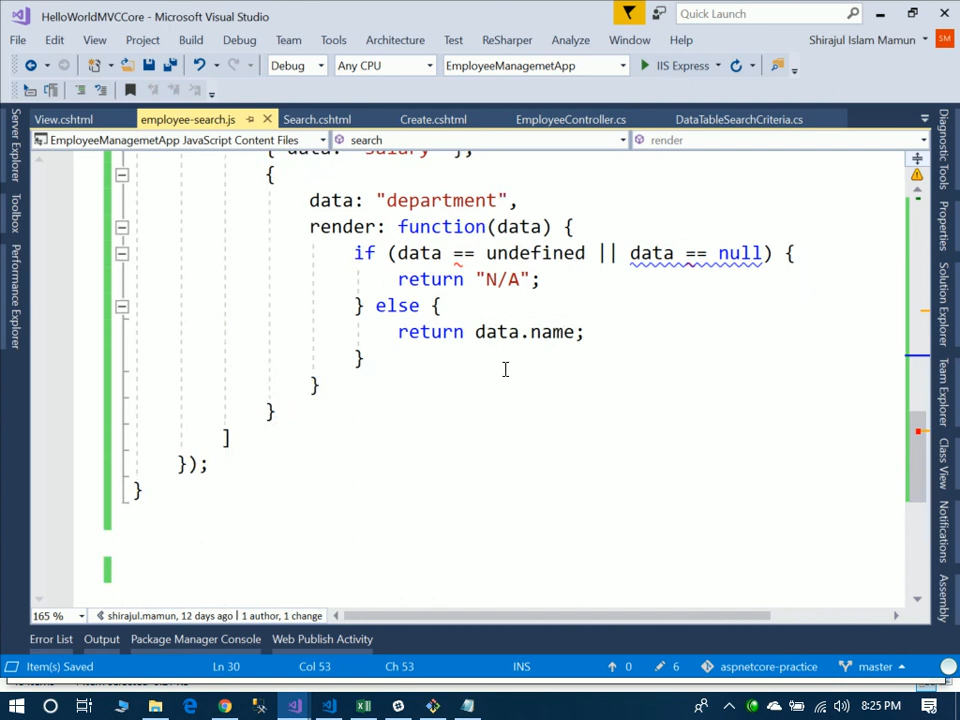 HelloWorldMVCCore - Microsoft Visual Studio
Quick Launch
File Edit View Project Build Debug Team Tools Architecture Test ReSharper Analyze Window Help
Shirajul Islam Mamun
SM
Debug Any CPU EmployeeManagemetApp IIS Express
View.cshtml employee-search.js Search.cshtml Create.cshtml EmployeeController.cs DataTableSearchCriteria.cs
EmployeeManagemetApp JavaScript Content Files search render
{ data: "salary" },
{
data: "department",
render: function(data) {
if (data == undefined || data == null) {
return "N/A";
} else {
return data.name;
}
}
}
]
});
}
Server Explorer
Toolbox
Performance Explorer
Diagnostic Tools
Properties
Solution Explorer
Team Explorer
Class View
Notifications
Assembly
165 % shirajul.mamun, 12 days ago | 1 author, 1 change
Error List Output Package Manager Console Web Publish Activity
Item(s) Saved Ln 30 Col 53 Ch 53 INS 0 6 aspnetcore-practice master
8:25 PM